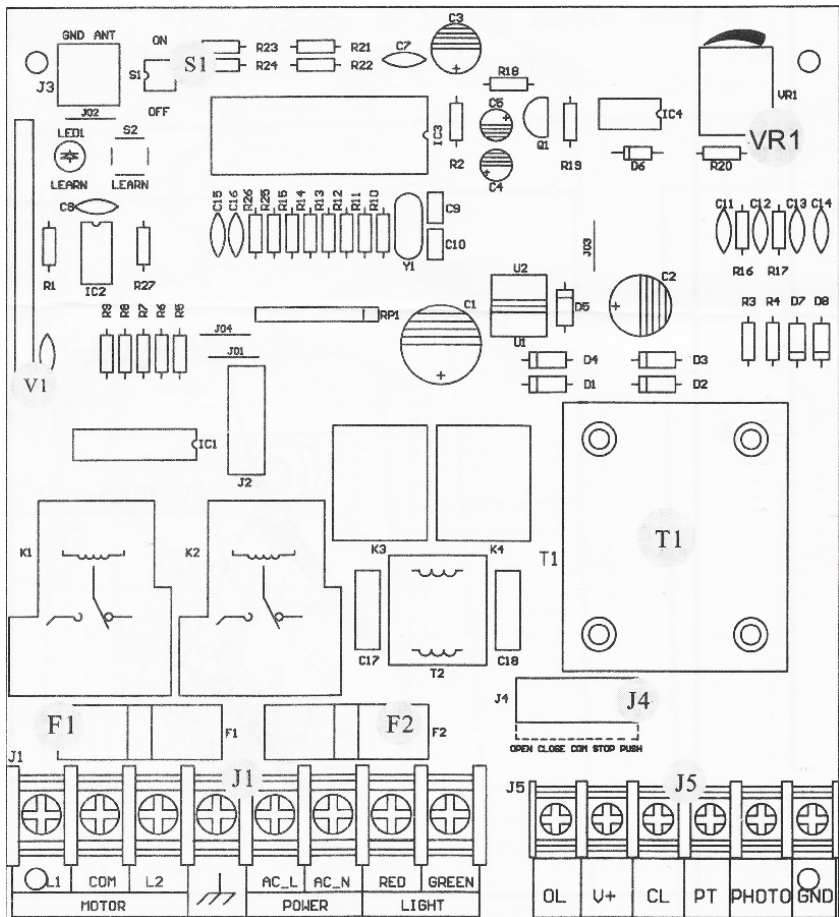 GND ANT
J3
ON
S1
S1
OFF
R23
R24
R21
R22
C7
C3
R18
VR1
VR1
J02
LED1
LEARN
S2
LEARN
IC3
R2
C6
C4
Q1
R19
IC4
D6
R20
C8
R1
IC2
R27
C15
C16
R26
R25
R15
R14
R13
R12
R11
R10
Y1
C9
C10
J03
C11
C12
C13
C14
R16
R17
R9
R8
R7
R6
R5
J04
J01
RP1
C1
U2
U1
D5
C2
D4
D1
D3
D2
R3
R4
D7
D8
V1
IC1
J2
K1
K2
K3
K4
T1
T1
C17
T2
C18
F1
F1
F2
F2
J4
J4
OPEN CLOSE COM STOP PUSH
J1
J1
J5
J5
L1 COM L2 AC_L AC_N RED GREEN
MOTOR POWER LIGHT
OL V+ CL PT PHOTO GND